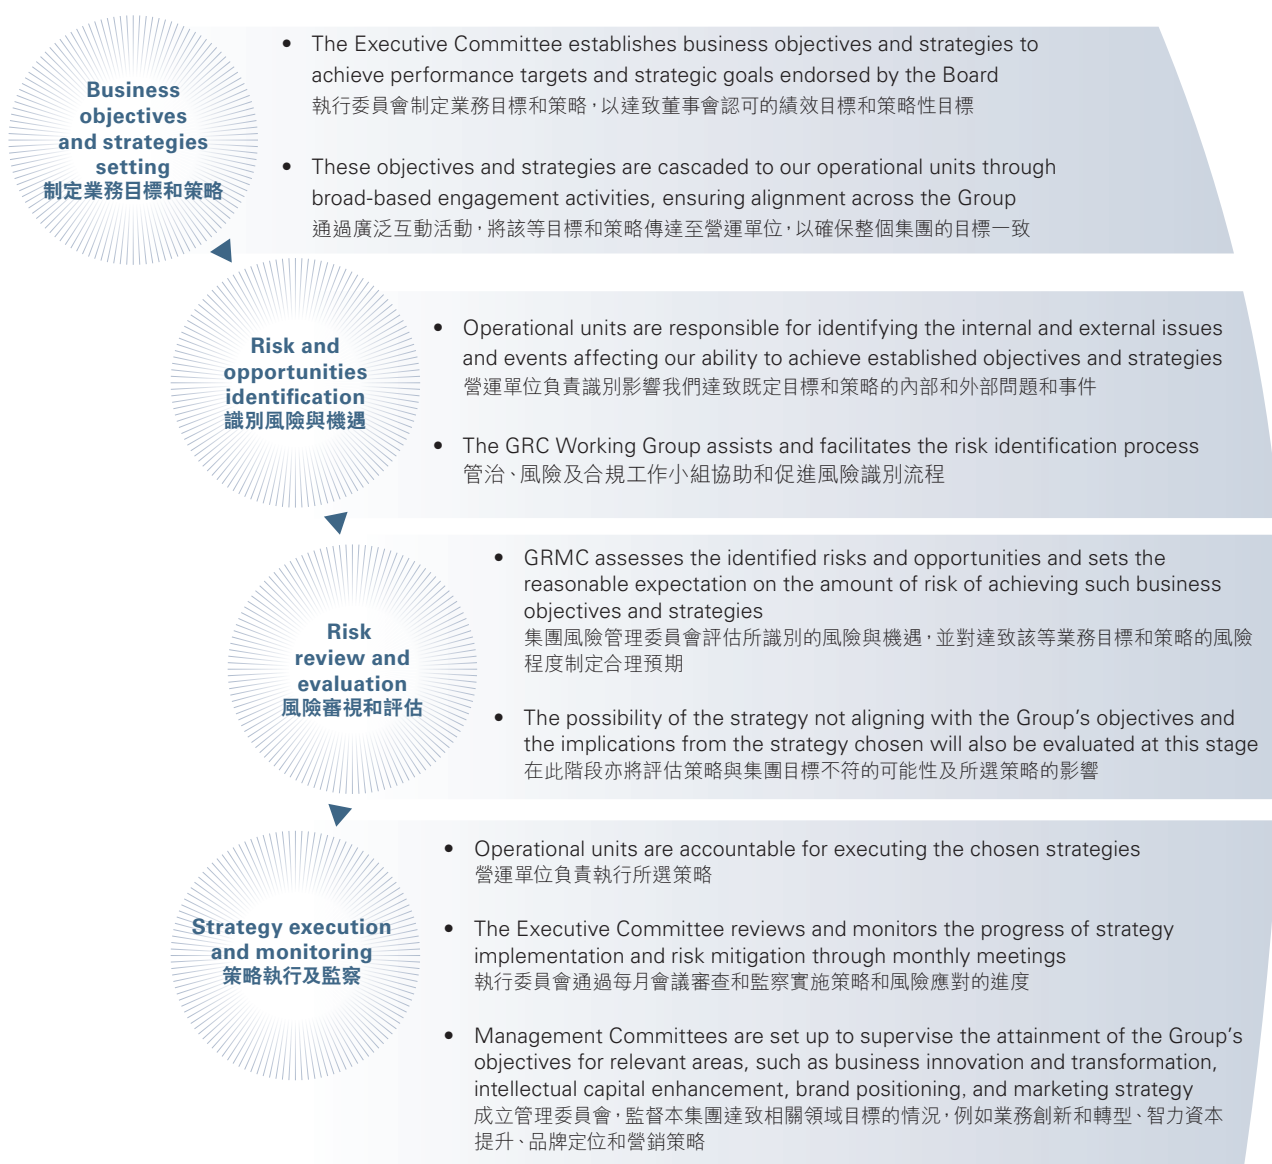 Business
objectives
and strategies
setting
制定業務目標和策略
• The Executive Committee establishes business objectives and strategies to
achieve performance targets and strategic goals endorsed by the Board
執行委員會制定業務目標和策略，以達致董事會認可的績效目標和策略性目標
• These objectives and strategies are cascaded to our operational units through
broad-based engagement activities, ensuring alignment across the Group
通過廣泛互動活動，將該等目標和策略傳達至營運單位，以確保整個集團的目標一致
Risk and
opportunities
identification
識別風險與機遇
• Operational units are responsible for identifying the internal and external issues
and events affecting our ability to achieve established objectives and strategies
營運單位負責識別影響我們達致既定目標和策略的內部和外部問題和事件
• The GRC Working Group assists and facilitates the risk identification process
管治、風險及合規工作小組協助和促進風險識別流程
Risk
review and
evaluation
風險審視和評估
• GRMC assesses the identified risks and opportunities and sets the
reasonable expectation on the amount of risk of achieving such business
objectives and strategies
集團風險管理委員會評估所識別的風險與機遇，並對達致該等業務目標和策略的風險
程度制定合理預期
• The possibility of the strategy not aligning with the Group's objectives and
the implications from the strategy chosen will also be evaluated at this stage
在此階段亦將評估策略與集團目標不符的可能性及所選策略的影響
Strategy execution
and monitoring
策略執行及監察
• Operational units are accountable for executing the chosen strategies
營運單位負責執行所選策略
• The Executive Committee reviews and monitors the progress of strategy
implementation and risk mitigation through monthly meetings
執行委員會通過每月會議審查和監察實施策略和風險應對的進度
• Management Committees are set up to supervise the attainment of the Group's
objectives for relevant areas, such as business innovation and transformation,
intellectual capital enhancement, brand positioning, and marketing strategy
成立管理委員會，監督本集團達致相關領域目標的情況，例如業務創新和轉型、智力資本
提升、品牌定位和營銷策略